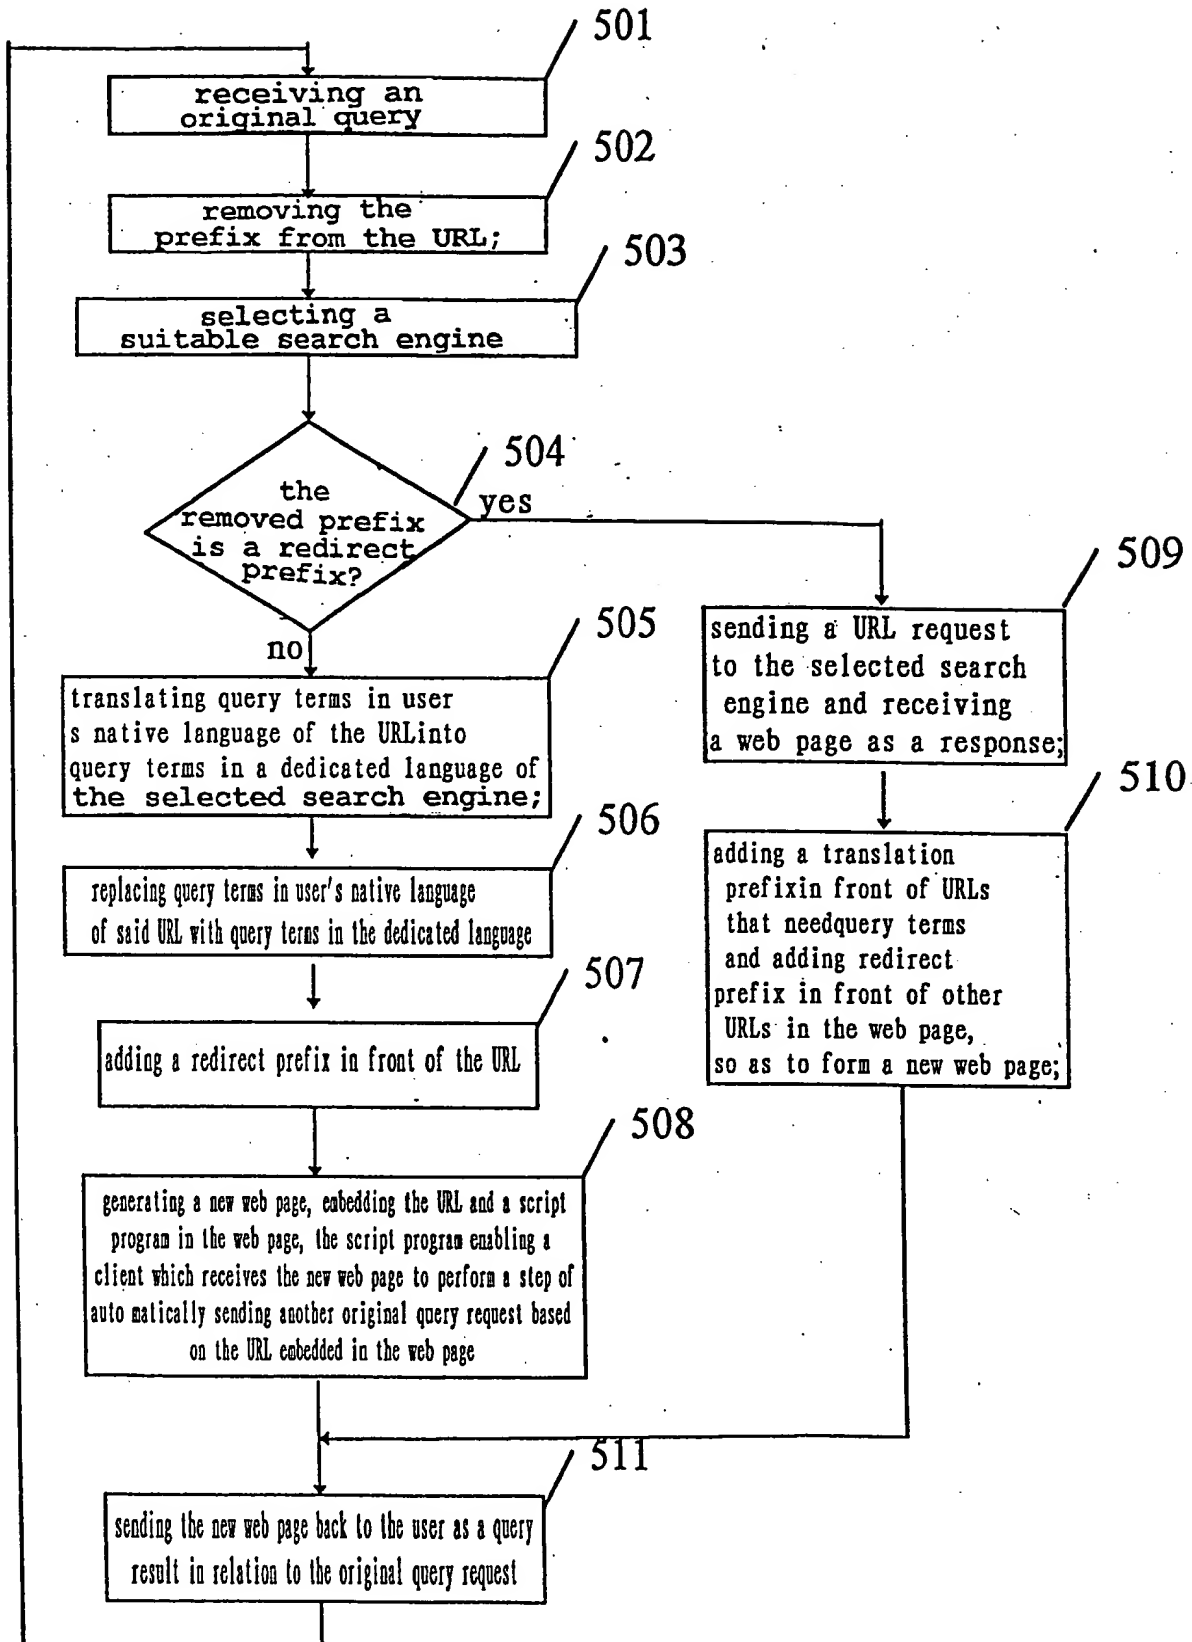 501
receiving an
original query
502
removing the
prefix from the URL;
503
selecting a
suitable search engine
504
the
removed prefix
is a redirect
prefix?
yes
no
505
translating query terms in user
s native language of the URLinto
query terms in a dedicated language of
the selected search engine;
506
replacing query terms in user's native language
of said URL with query terms in the dedicated language
507
adding a redirect prefix in front of the URL
508
generating a new web page, embedding the URL and a script
program in the web page, the script program enabling a
client which receives the new web page to perform a step of
auto matically sending another original query request based
on the URL embedded in the web page
509
sending a URL request
to the selected search
engine and receiving
a web page as a response;
510
adding a translation
prefixin front of URLs
that needquery terms
and adding redirect
prefix in front of other
URLs in the web page,
so as to form a new web page;
511
sending the new web page back to the user as a query
result in relation to the original query request